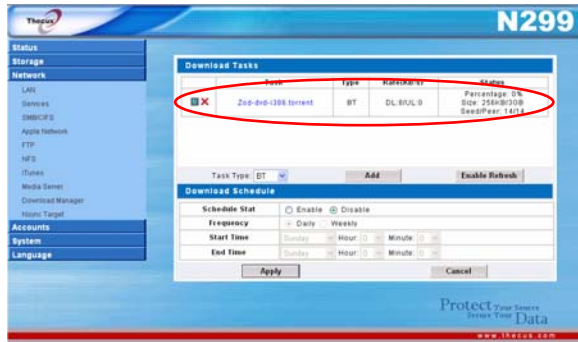 Thecus
N299
Status
Storage
Network
LAN
Services
SMB/CIFS
Apple Network
FTP
NFS
iTunes
Media Server
Download Manager
Nsync Target
Accounts
System
Language
Download Tasks
Task Type Rate(KB/s) Status
Zod-dvd-i386.torrent BT DL:8/UL:0 Percentage: 0%
Size: 256KB/3GB
Seed/Peer: 14/14
Task Type: BT Add Enable Refresh
Download Schedule
Schedule Stat Enable Disable
Frequency Daily Weekly
Start Time Sunday Hour: 0 Minute: 0
End Time Sunday Hour: 0 Minute: 0
Apply Cancel
Protect Your Server
Secure Your Data
www.thecus.com